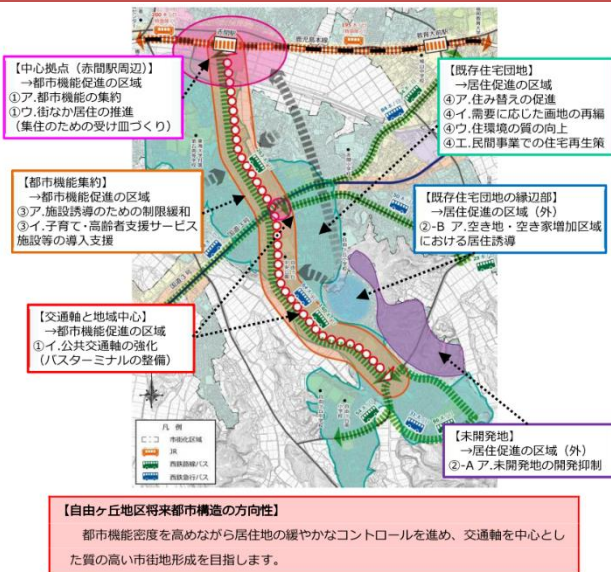 赤間駅
鹿児島本線
教育大前駅
【中心拠点（赤間駅周辺）】
→都市機能促進の区域
①ア.都市機能の集約
①ウ.街なか居住の推進
（集住のための受け皿づくり）
【既存住宅団地】
→居住促進の区域
④ア.住み替えの促進
④イ.需要に応じた画地の再編
④ウ.住環境の質の向上
④エ.民間事業での住宅再生策
【都市機能集約】
→都市機能促進の区域
③ア.施設誘導のための制限緩和
③イ.子育て・高齢者支援サービス
施設等の導入支援
【既存住宅団地の縁辺部】
→居住促進の区域（外）
②-B ア.空き地・空き家増加区域
における居住誘導
【交通軸と地域中心】
→都市機能促進の区域
①イ.公共交通軸の強化
（バスターミナルの整備）
凡 例
市街化区域
JR
西鉄路線バス
西鉄急行バス
【未開発地】
→居住促進の区域（外）
②-A ア.未開発地の開発抑制
【自由ヶ丘地区将来都市構造の方向性】
都市機能密度を高めながら居住地の緩やかなコントロールを進め、交通軸を中心とし
た質の高い市街地形成を目指します。